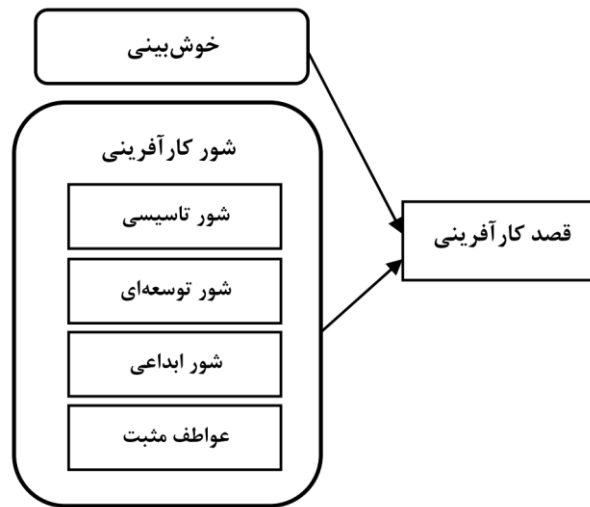 خوش‌بینی
شور کارآفرینی
شور تاسیسی
قصد کارآفرینی
شور توسعه‌ای
شور ابداعی
عواطف مثبت